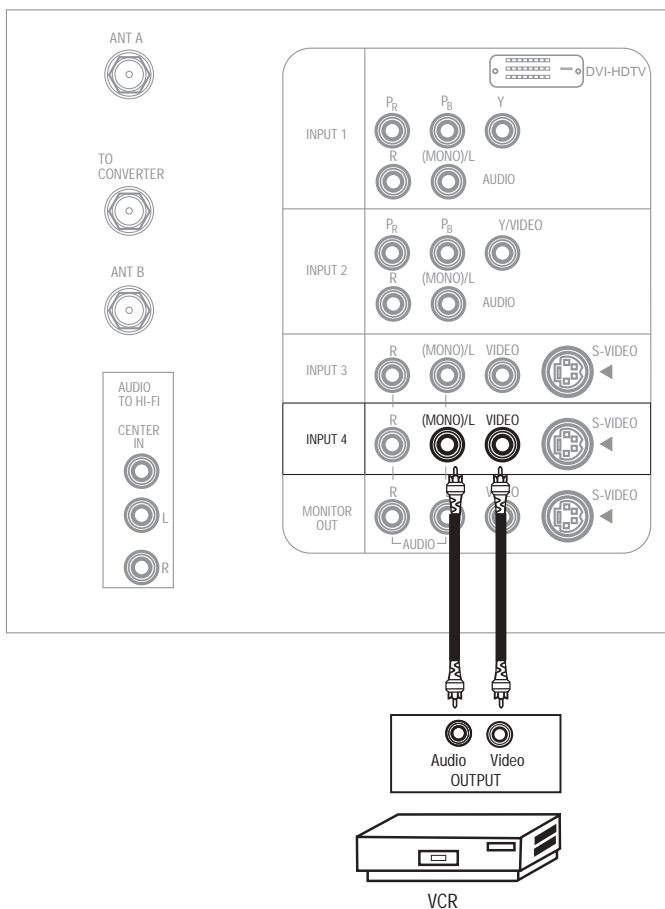 ANT A
TO
CONVERTER
ANT B
AUDIO
TO HI-FI
CENTER
IN
L
R
DVI-HDTV
INPUT 1
PR PB Y
R (MONO)/L AUDIO
INPUT 2
PR PB Y/VIDEO
R (MONO)/L AUDIO
INPUT 3
R (MONO)/L VIDEO S-VIDEO
INPUT 4
R (MONO)/L VIDEO S-VIDEO
MONITOR
OUT
R VIDEO S-VIDEO
AUDIO
Audio Video
OUTPUT
VCR